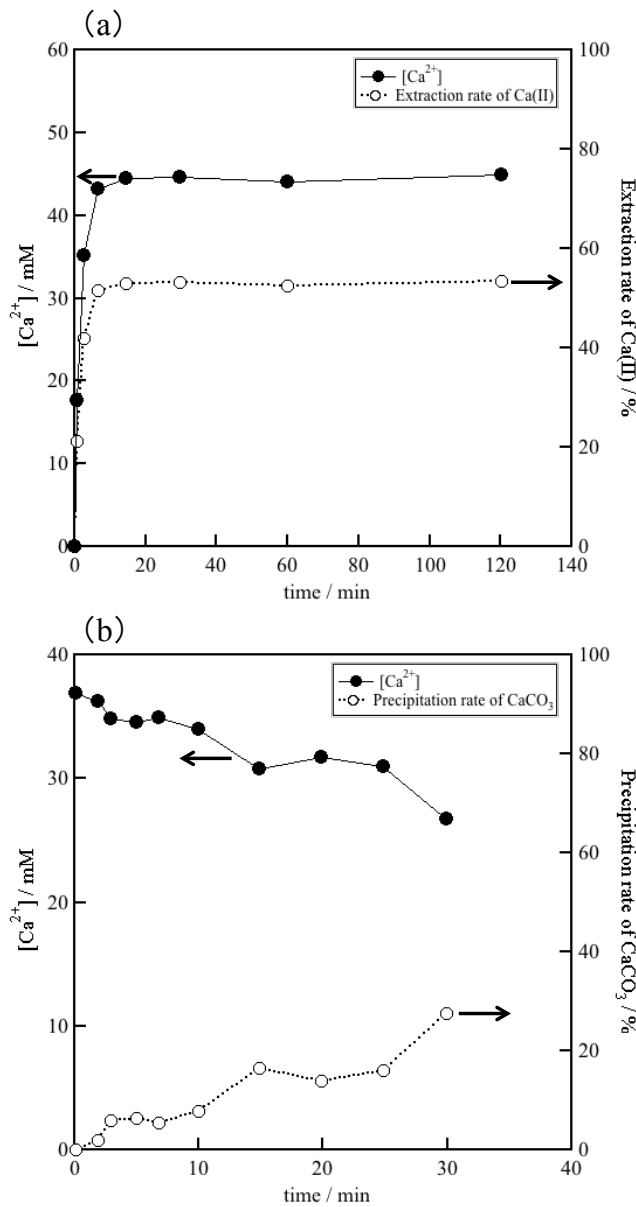 (a)
60
50
40
30
20
10
0
[Ca²⁺] / mM
100
80
60
40
20
0
Extraction rate of Ca(II) / %
[Ca²⁺]
Extraction rate of Ca(II)
0 20 40 60 80 100 120 140
time / min
(b)
40
30
20
10
0
[Ca²⁺] / mM
100
80
60
40
20
0
Precipitation rate of CaCO₃ / %
[Ca²⁺]
Precipitation rate of CaCO₃
0 10 20 30 40
time / min